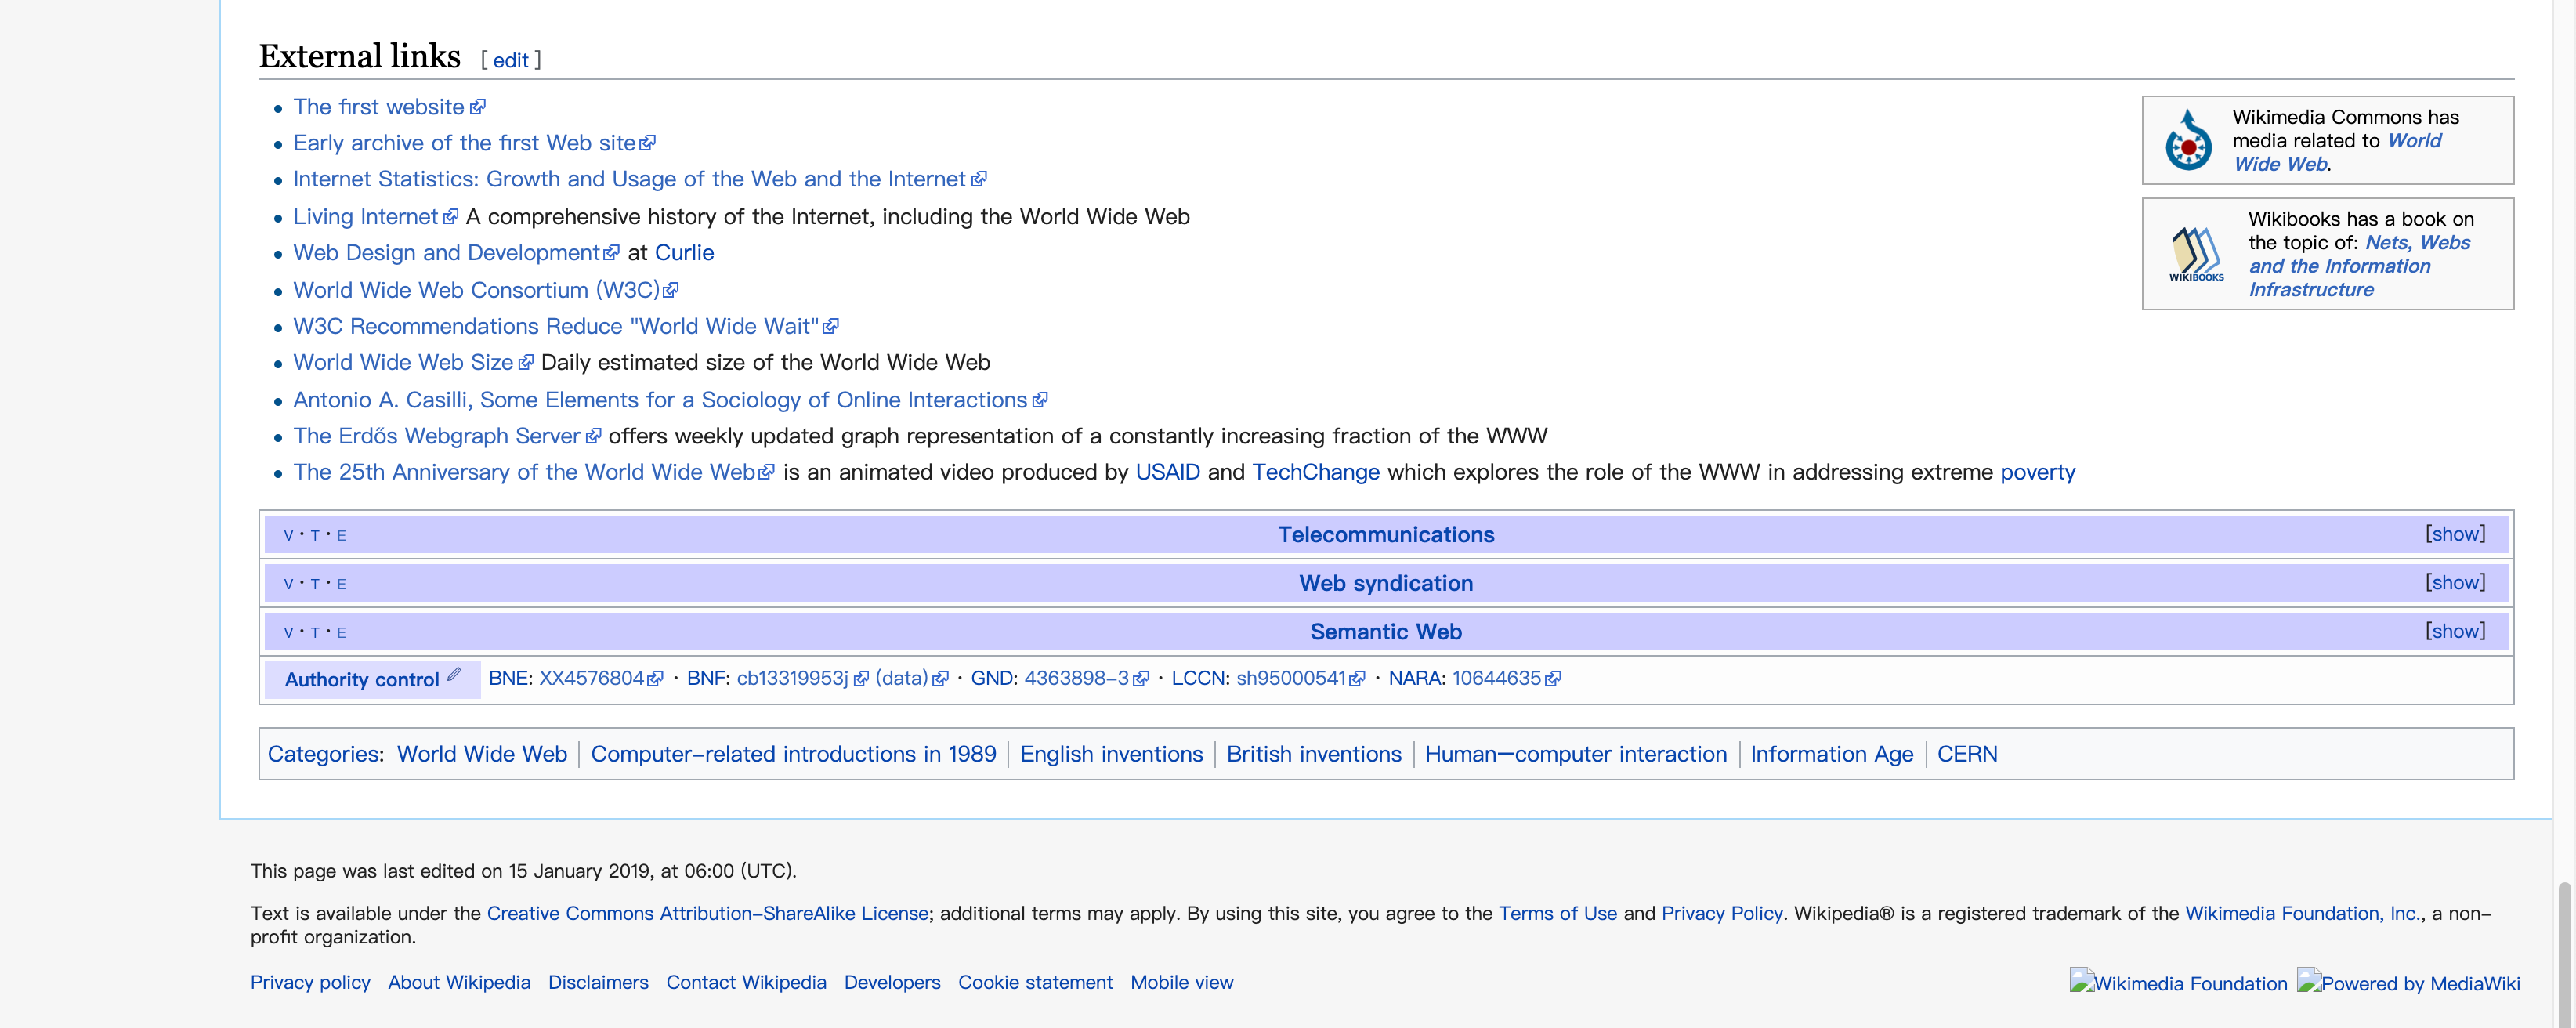 External links [ edit ]
The first website
Early archive of the first Web site
Internet Statistics: Growth and Usage of the Web and the Internet
Living Internet A comprehensive history of the Internet, including the World Wide Web
Web Design and Development at Curlie
World Wide Web Consortium (W3C)
W3C Recommendations Reduce "World Wide Wait"
World Wide Web Size Daily estimated size of the World Wide Web
Antonio A. Casilli, Some Elements for a Sociology of Online Interactions
The Erdős Webgraph Server offers weekly updated graph representation of a constantly increasing fraction of the WWW
The 25th Anniversary of the World Wide Web is an animated video produced by USAID and TechChange which explores the role of the WWW in addressing extreme poverty
Wikimedia Commons has
media related to World
Wide Web.
WIKIBOOKS
Wikibooks has a book on
the topic of: Nets, Webs
and the Information
Infrastructure
V · T · E Telecommunications [show]
V · T · E Web syndication [show]
V · T · E Semantic Web [show]
Authority control BNE: XX4576804 · BNF: cb13319953j (data) · GND: 4363898-3 · LCCN: sh95000541 · NARA: 10644635
Categories: World Wide Web | Computer-related introductions in 1989 | English inventions | British inventions | Human–computer interaction | Information Age | CERN
This page was last edited on 15 January 2019, at 06:00 (UTC).
Text is available under the Creative Commons Attribution-ShareAlike License; additional terms may apply. By using this site, you agree to the Terms of Use and Privacy Policy. Wikipedia® is a registered trademark of the Wikimedia Foundation, Inc., a non-
profit organization.
Privacy policy About Wikipedia Disclaimers Contact Wikipedia Developers Cookie statement Mobile view Wikimedia Foundation Powered by MediaWiki